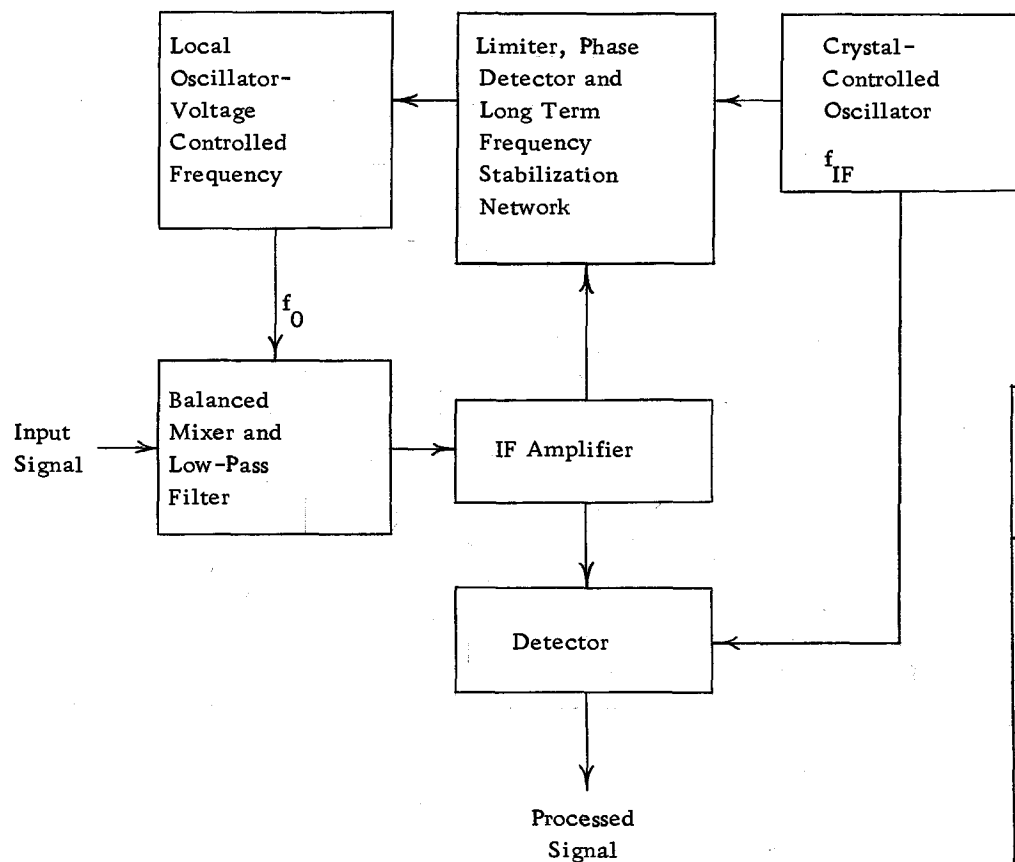 Local
Oscillator-
Voltage
Controlled
Frequency
Limiter, Phase
Detector and
Long Term
Frequency
Stabilization
Network
Crystal-
Controlled
Oscillator
f_IF
f_0
Input
Signal
Balanced
Mixer and
Low-Pass
Filter
IF Amplifier
Detector
Processed
Signal